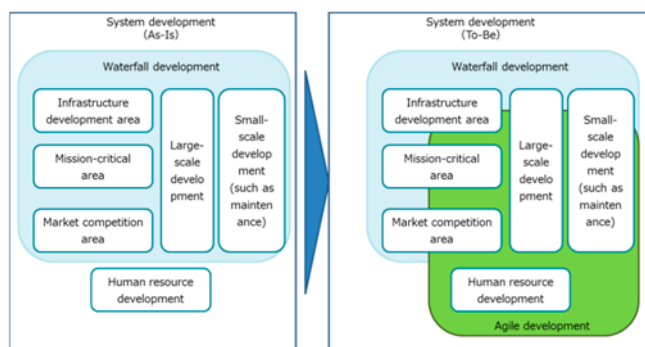 System development
(As-Is)
Waterfall development
Infrastructure
development area
Mission-critical
area
Market competition
area
Large-
scale
develo
pment
Small-
scale
develop
ment
(such as
mainten
ance)
Human resource
development
System development
(To-Be)
Waterfall development
Infrastructure
development area
Mission-critical
area
Market competition
area
Large-
scale
develo
pment
Small-
scale
develop
ment
(such as
mainten
ance)
Human resource
development
Agile development